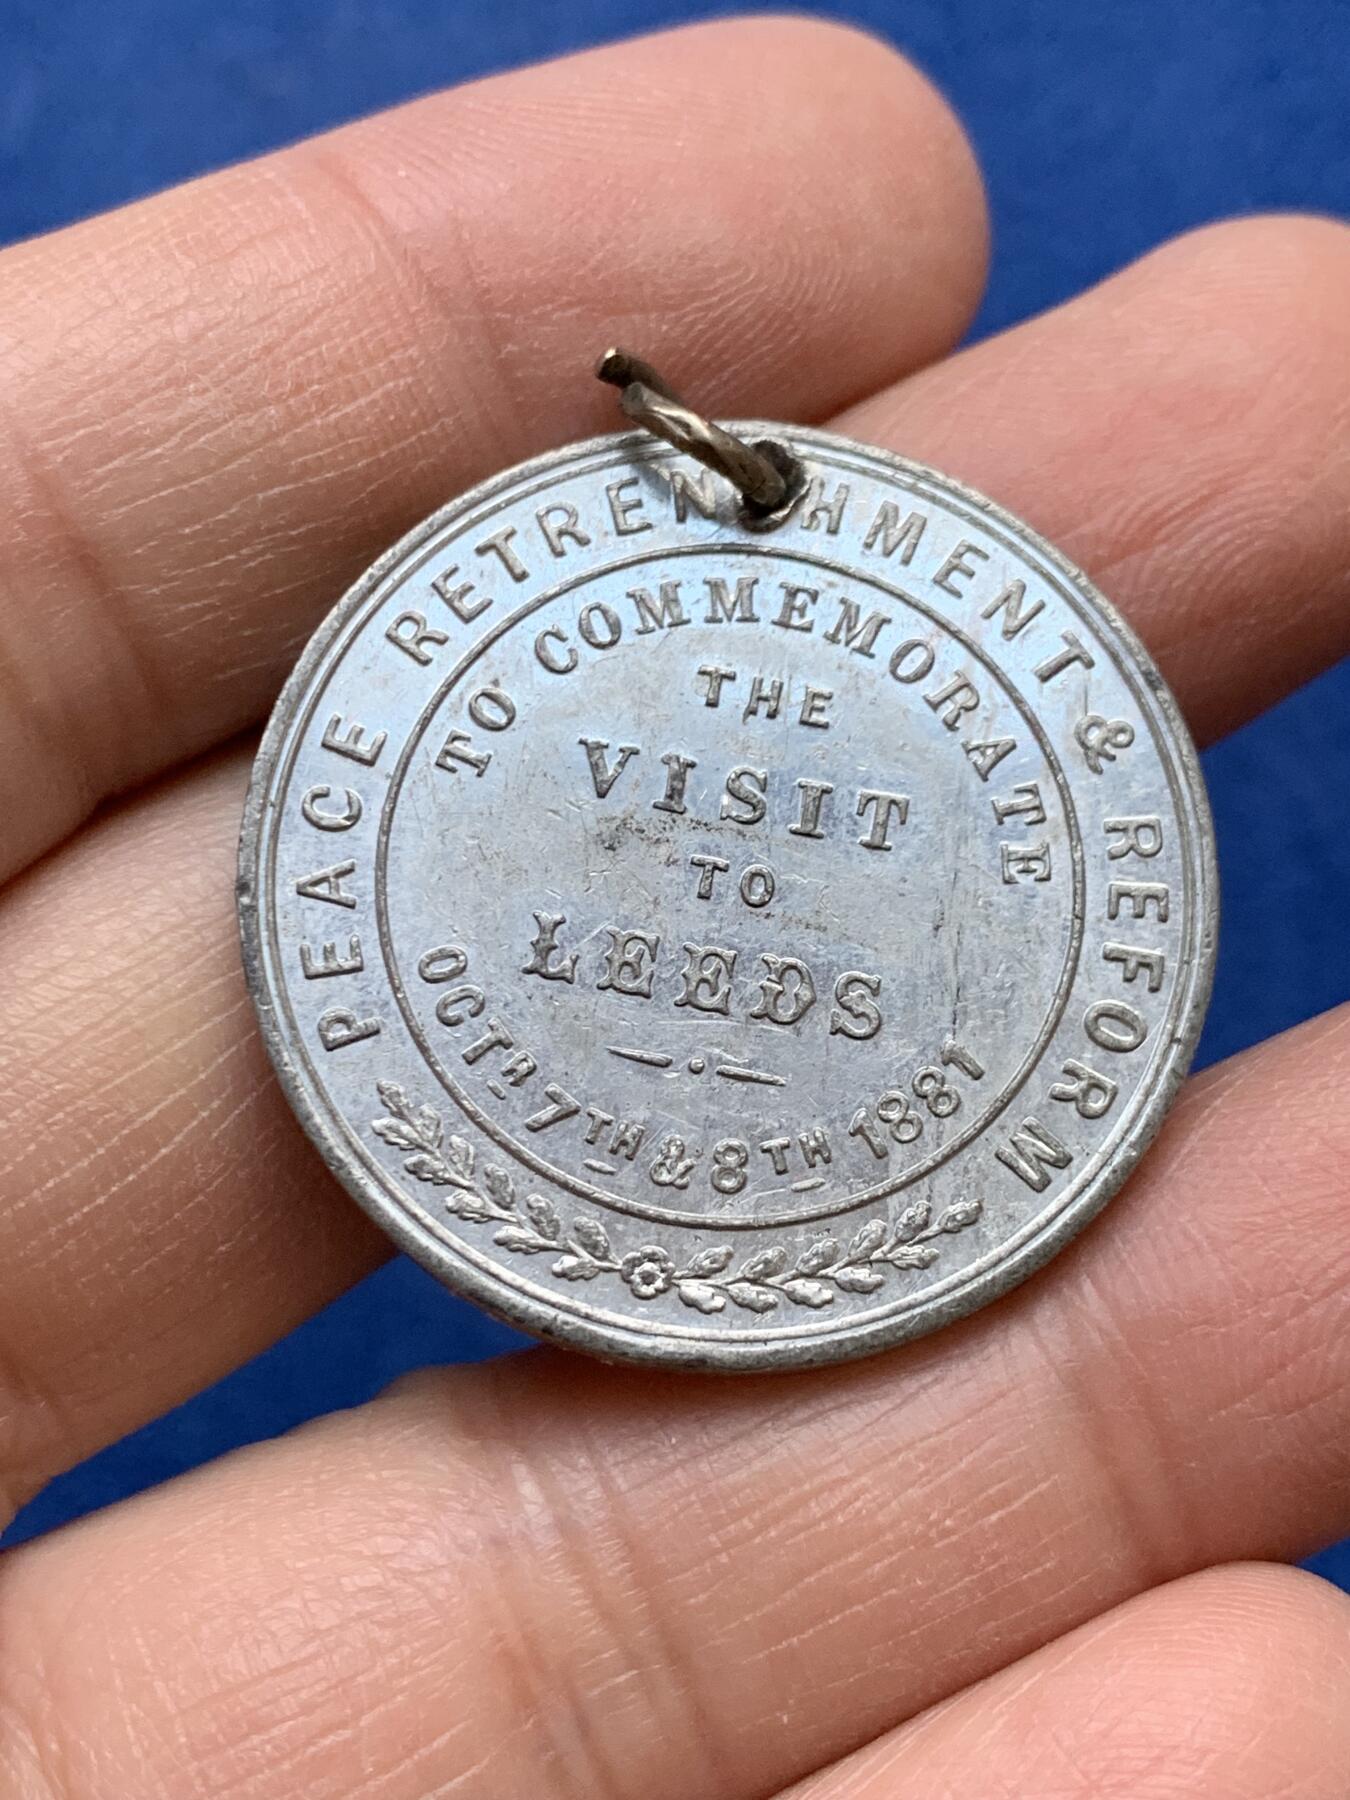 PEACE RETRENCHMENT & REFORM
TO COMMEMORATE
THE
VISIT
TO
LEEDS
OCTR 7TH & 8TH 1881